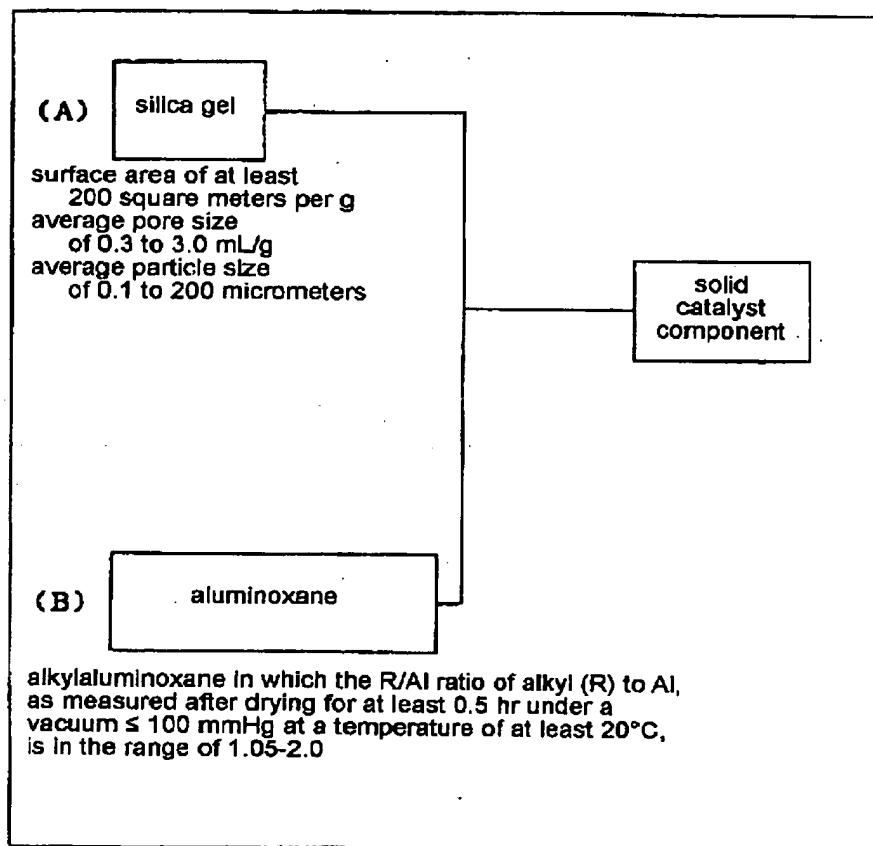 (A)
silica gel
surface area of at least
200 square meters per g
average pore size
of 0.3 to 3.0 mL/g
average particle size
of 0.1 to 200 micrometers
solid
catalyst
component
(B)
aluminoxane
alkylaluminoxane in which the R/Al ratio of alkyl (R) to Al,
as measured after drying for at least 0.5 hr under a
vacuum ≤ 100 mmHg at a temperature of at least 20°C,
is in the range of 1.05-2.0